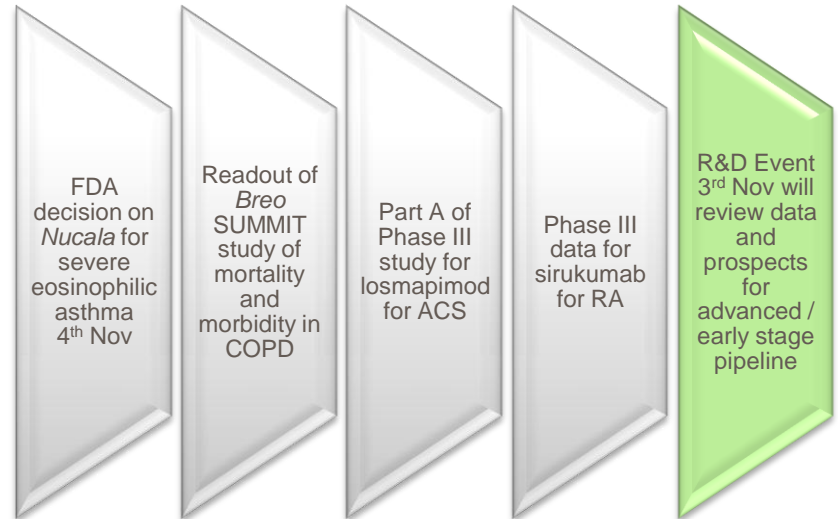 FDA
decision on
Nucala for
severe
eosinophilic
asthma
4th Nov
Readout of
Breo
SUMMIT
study of
mortality
and
morbidity in
COPD
Part A of
Phase III
study for
losmapimod
for ACS
Phase III
data for
sirukumab
for RA
R&D Event
3rd Nov will
review data
and
prospects
for
advanced /
early stage
pipeline